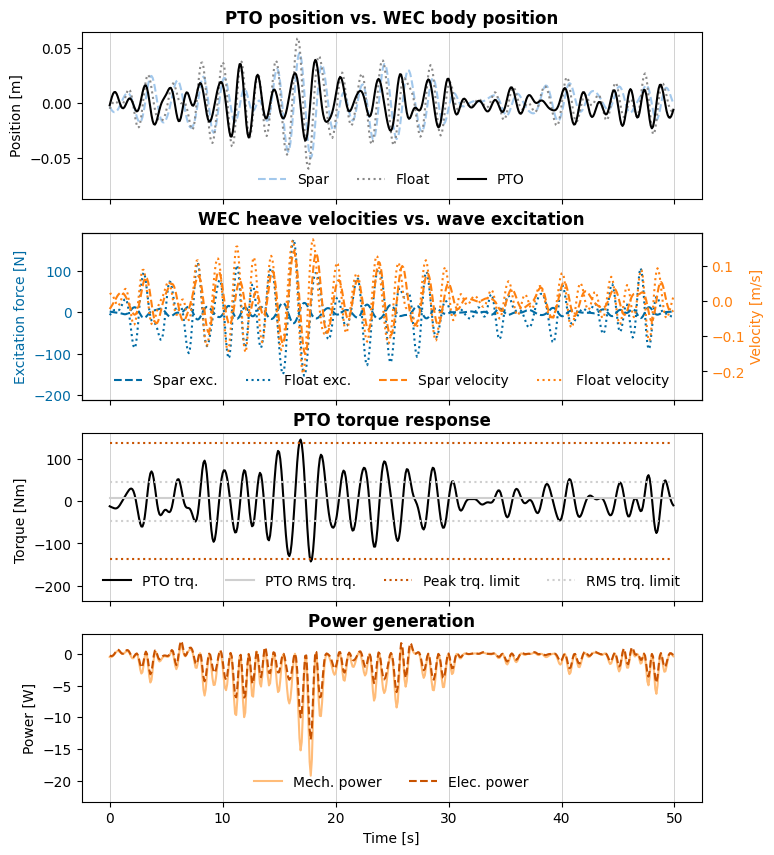 PTO position vs. WEC body position
0.05
0.00
−0.05
Position [m]
Spar Float PTO
WEC heave velocities vs. wave excitation
100
0
−100
−200
Excitation force [N]
0.1
0.0
−0.1
−0.2
Velocity [m/s]
Spar exc. Float exc. Spar velocity Float velocity
PTO torque response
100
0
−100
−200
Torque [Nm]
PTO trq. PTO RMS trq. Peak trq. limit RMS trq. limit
Power generation
0
−5
−10
−15
−20
Power [W]
Mech. power Elec. power
0 10 20 30 40 50
Time [s]